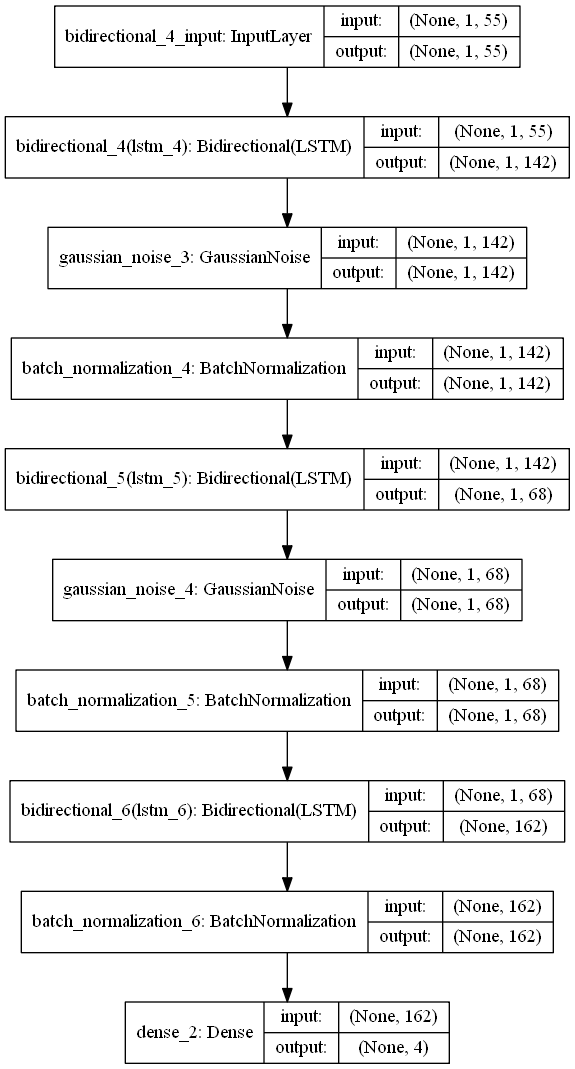 bidirectional_4_input: InputLayer
input: (None, 1, 55)
output: (None, 1, 55)
bidirectional_4(lstm_4): Bidirectional(LSTM)
input: (None, 1, 55)
output: (None, 1, 142)
gaussian_noise_3: GaussianNoise
input: (None, 1, 142)
output: (None, 1, 142)
batch_normalization_4: BatchNormalization
input: (None, 1, 142)
output: (None, 1, 142)
bidirectional_5(lstm_5): Bidirectional(LSTM)
input: (None, 1, 142)
output: (None, 1, 68)
gaussian_noise_4: GaussianNoise
input: (None, 1, 68)
output: (None, 1, 68)
batch_normalization_5: BatchNormalization
input: (None, 1, 68)
output: (None, 1, 68)
bidirectional_6(lstm_6): Bidirectional(LSTM)
input: (None, 1, 68)
output: (None, 162)
batch_normalization_6: BatchNormalization
input: (None, 162)
output: (None, 162)
dense_2: Dense
input: (None, 162)
output: (None, 4)